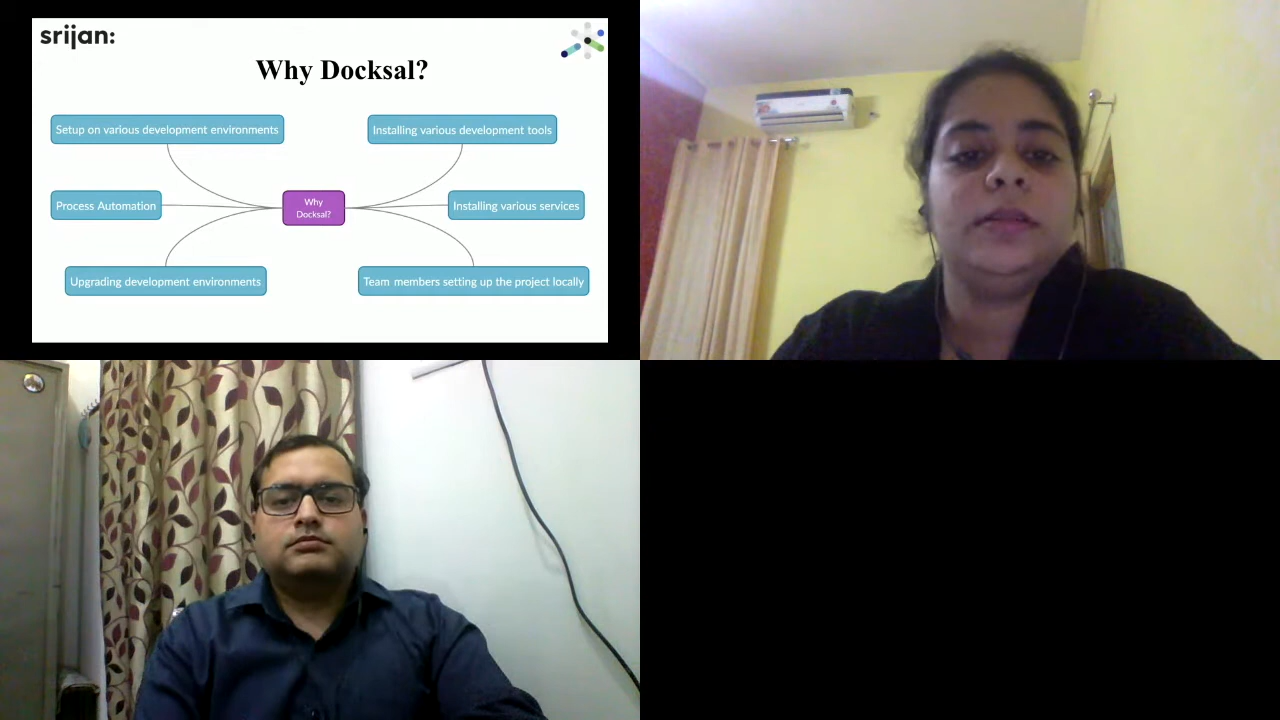 srijan:
Why Docksal?
Setup on various development environments
Installing various development tools
Process Automation
Why
Docksal?
Installing various services
Upgrading development environments
Team members setting up the project locally